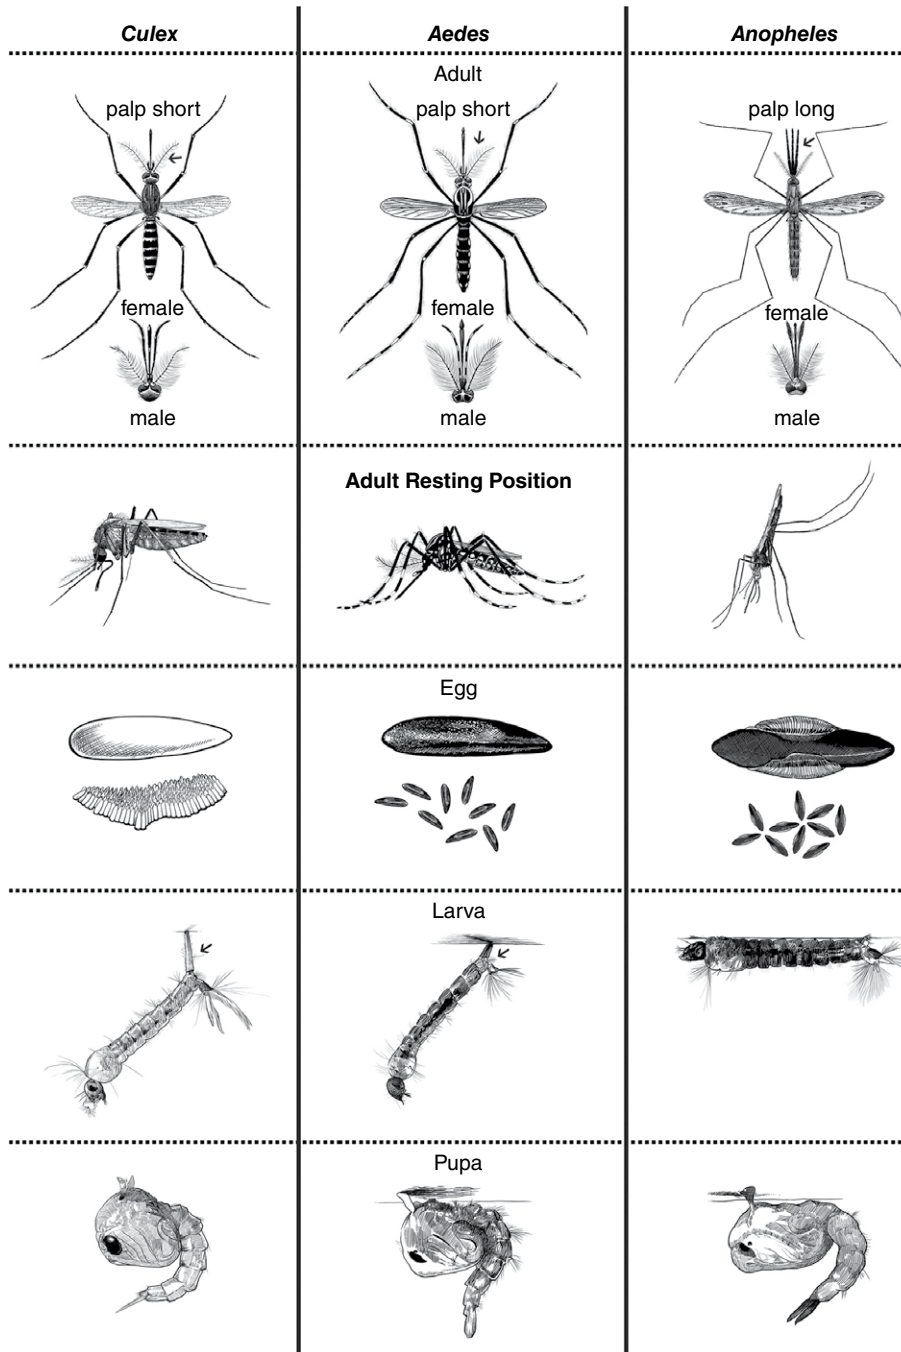 Culex
Aedes
Anopheles
Adult
palp short
palp short
palp long
female
female
female
male
male
male
Adult Resting Position
Egg
Larva
Pupa